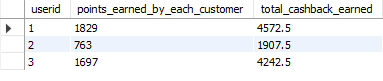 userid points_earned_by_each_customer total_cashback_earned
1 1829 4572.5
2 763 1907.5
3 1697 4242.5